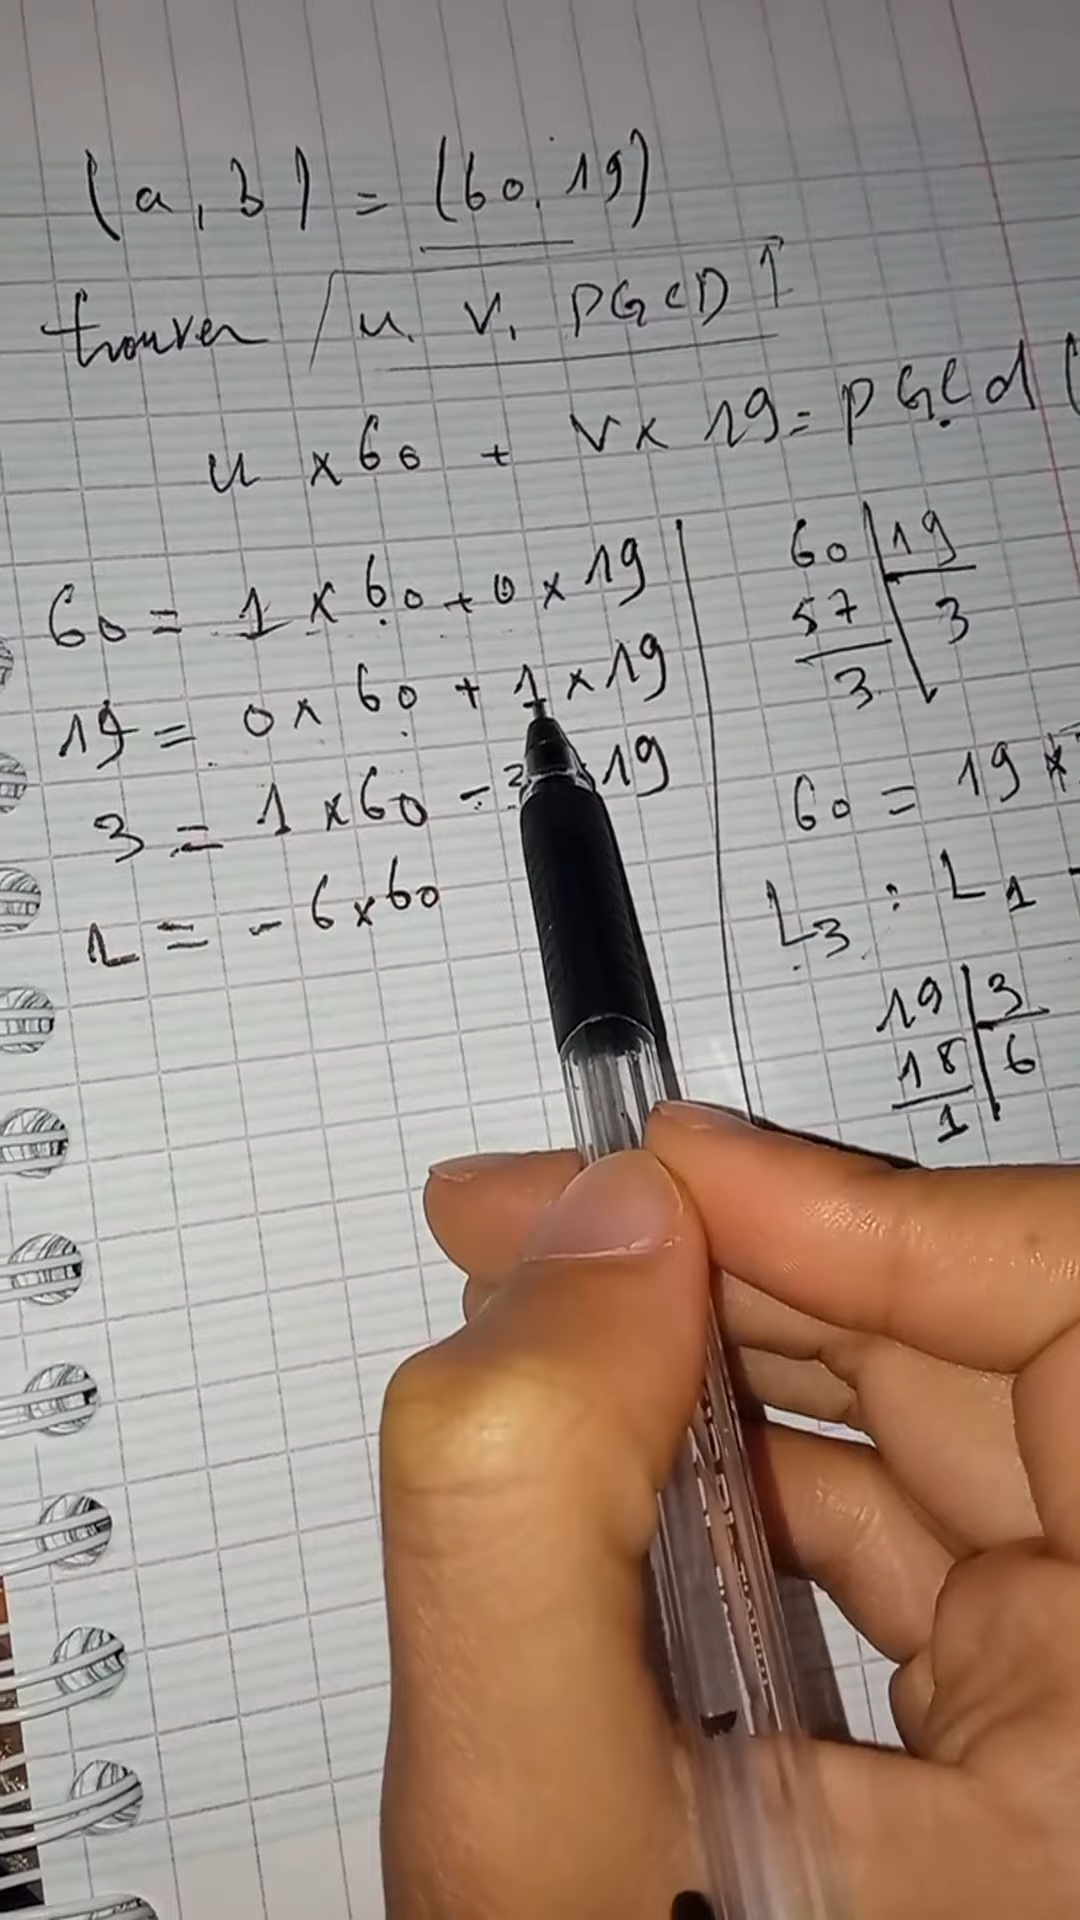 (a, b) = (60, 19)
trouver (u, v, PGCD)
u × 60 + v × 19 = PGCd (
60 = 1 × 60 + 0 × 19
19 = 0 × 60 + 1 × 19
3 = 1 × 60 - 19
1 = - 6 × 60
60 | 19
57 | 3
3
60 = 19 ×
L3 : L1 -
19 | 3
18 | 6
1